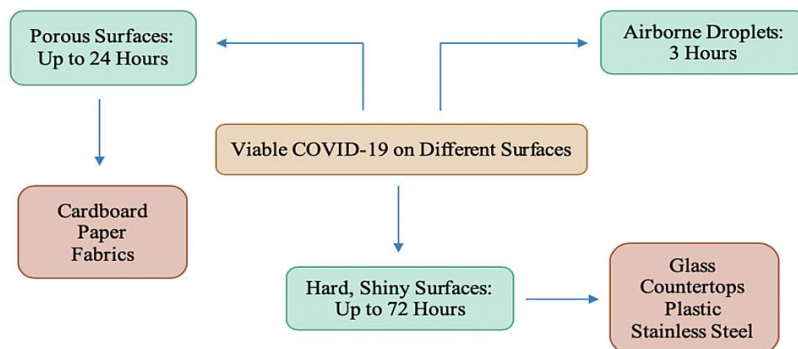 Porous Surfaces:
Up to 24 Hours
Airborne Droplets:
3 Hours
Viable COVID-19 on Different Surfaces
Cardboard
Paper
Fabrics
Hard, Shiny Surfaces:
Up to 72 Hours
Glass
Countertops
Plastic
Stainless Steel